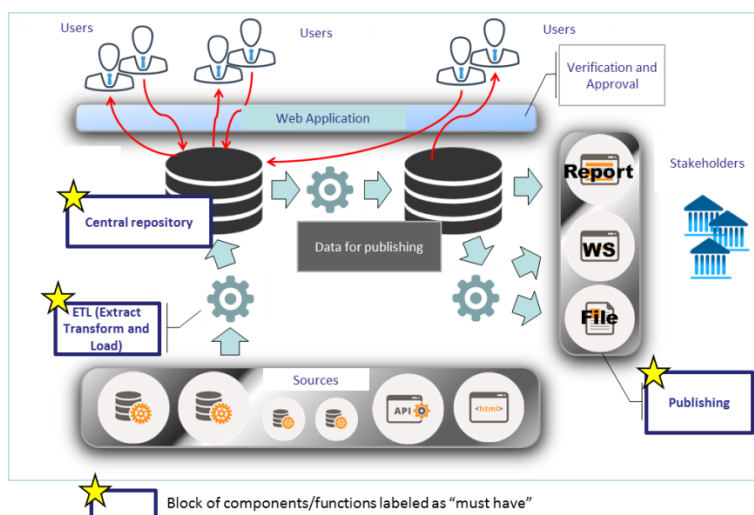 Users
Users
Users
Verification and
Approval
Web Application
Report
Stakeholders
Central repository
Data for publishing
WS
ETL (Extract
Transform and
Load)
File
Sources
API
<html>
Publishing
Block of components/functions labeled as “must have”